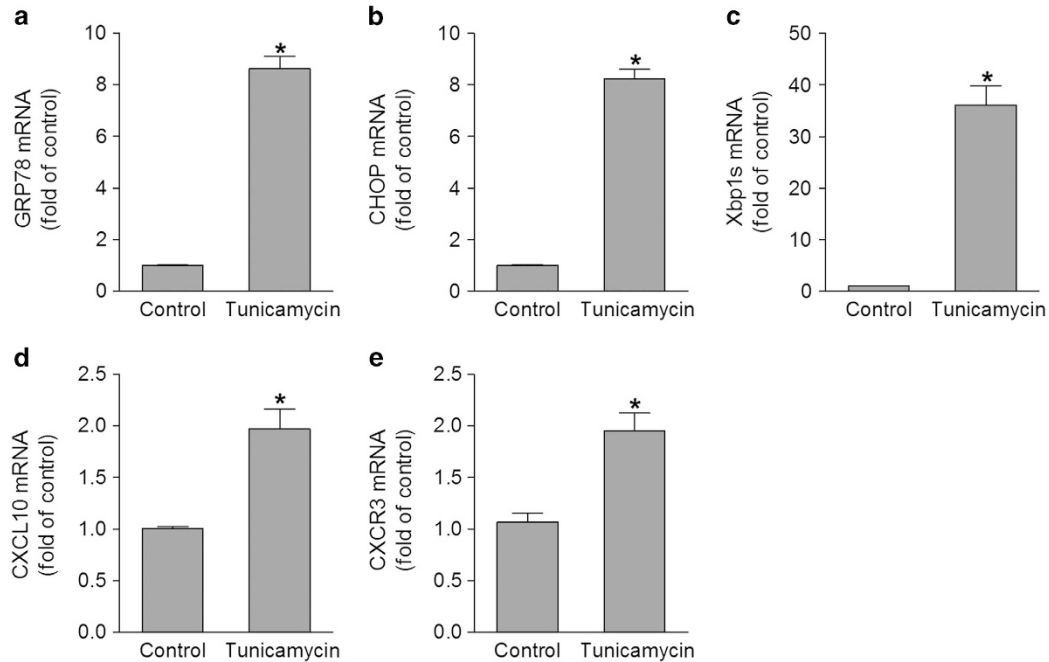 a
GRP78 mRNA
(fold of control)
10
8
6
4
2
0
*
Control Tunicamycin
b
CHOP mRNA
(fold of control)
10
8
6
4
2
0
*
Control Tunicamycin
c
Xbp1s mRNA
(fold of control)
50
40
30
20
10
0
*
Control Tunicamycin
d
CXCL10 mRNA
(fold of control)
2.5
2.0
1.5
1.0
0.5
0.0
*
Control Tunicamycin
e
CXCR3 mRNA
(fold of control)
2.5
2.0
1.5
1.0
0.5
0.0
*
Control Tunicamycin